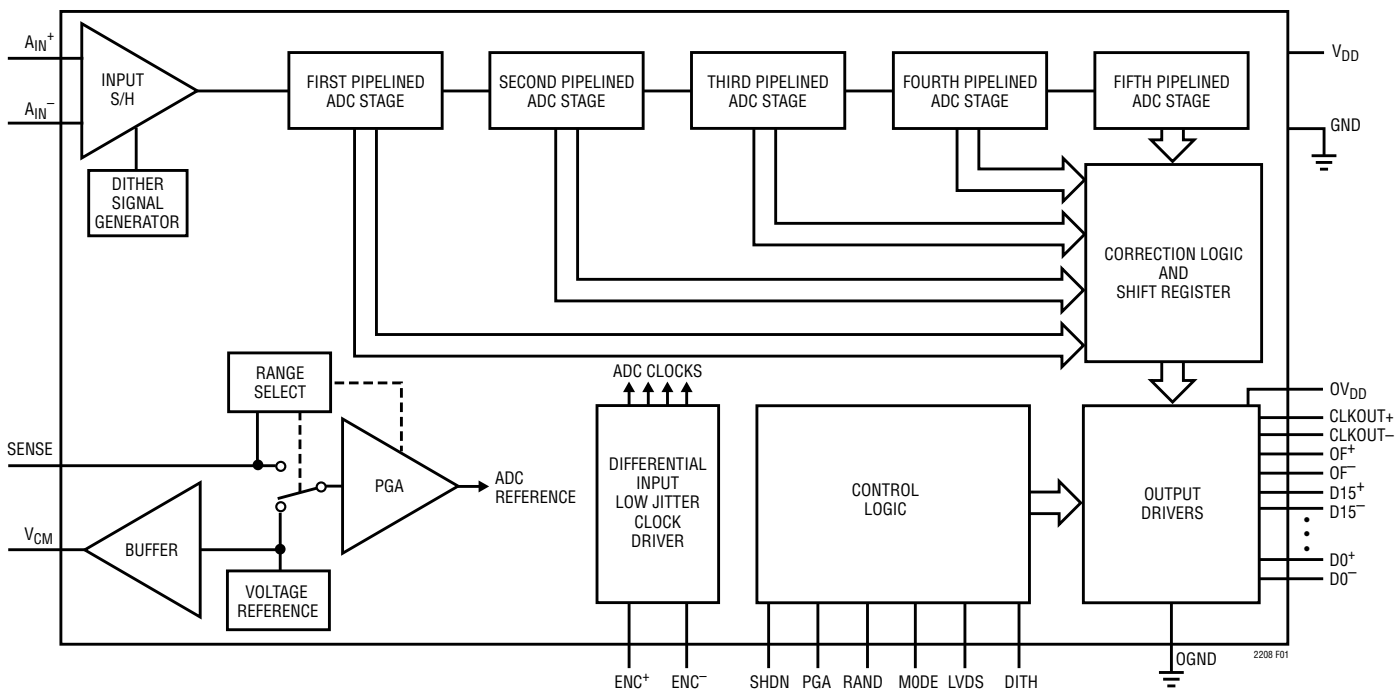 AIN+
AIN–
INPUT
S/H
DITHER
SIGNAL
GENERATOR
FIRST PIPELINED
ADC STAGE
SECOND PIPELINED
ADC STAGE
THIRD PIPELINED
ADC STAGE
FOURTH PIPELINED
ADC STAGE
FIFTH PIPELINED
ADC STAGE
VDD
GND
CORRECTION LOGIC
AND
SHIFT REGISTER
RANGE
SELECT
SENSE
PGA
ADC
REFERENCE
VCM
BUFFER
VOLTAGE
REFERENCE
ADC CLOCKS
DIFFERENTIAL
INPUT
LOW JITTER
CLOCK
DRIVER
CONTROL
LOGIC
OUTPUT
DRIVERS
OVDD
CLKOUT+
CLKOUT–
OF+
OF–
D15+
D15–
D0+
D0–
ENC+
ENC–
SHDN
PGA
RAND
MODE
LVDS
DITH
OGND
2208 F01